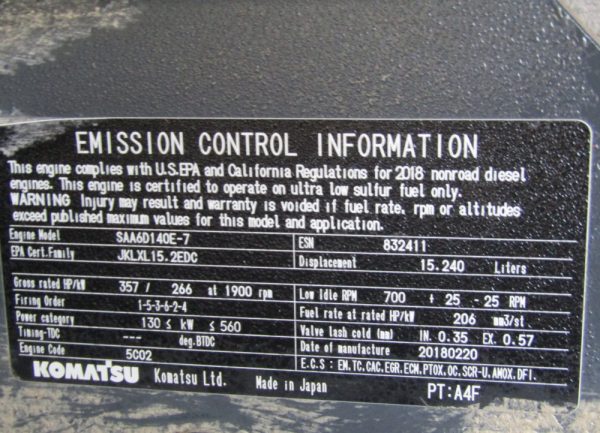 EMISSION CONTROL INFORMATION
This engine complies with U.S.EPA and California Regulations for 2018 nonroad diesel
engines. This engine is certified to operate on ultra low sulfur fuel only.
WARNING Injury may result and warranty is voided if fuel rate, rpm or altitudes
exceed published maximum values for this model and application.
Engine Model SAA6D140E-7 ESN 832411
EPA Cert.Family JKLXL15.2EDC Displacement 15.240 Liters
Gross rated HP/kW 357 / 266 at 1900 rpm Low Idle RPM 700 + 25 - 25 RPM
Firing Order 1-5-3-6-2-4 Fuel rate at rated HP/kW 206 mm3/st
Power category 130 ≤ kW ≤ 560 Valve lash cold (mm) IN. 0.35 EX. 0.57
Timing-TDC --- deg.BTDC Date of manufacture 20180220
Engine Code 5C02 E.C.S : EM.TC.CAC.EGR.ECM.PTOX.OC.SCR-U.AMOX.DFI.
KOMATSU Komatsu Ltd. Made in Japan PT:A4F